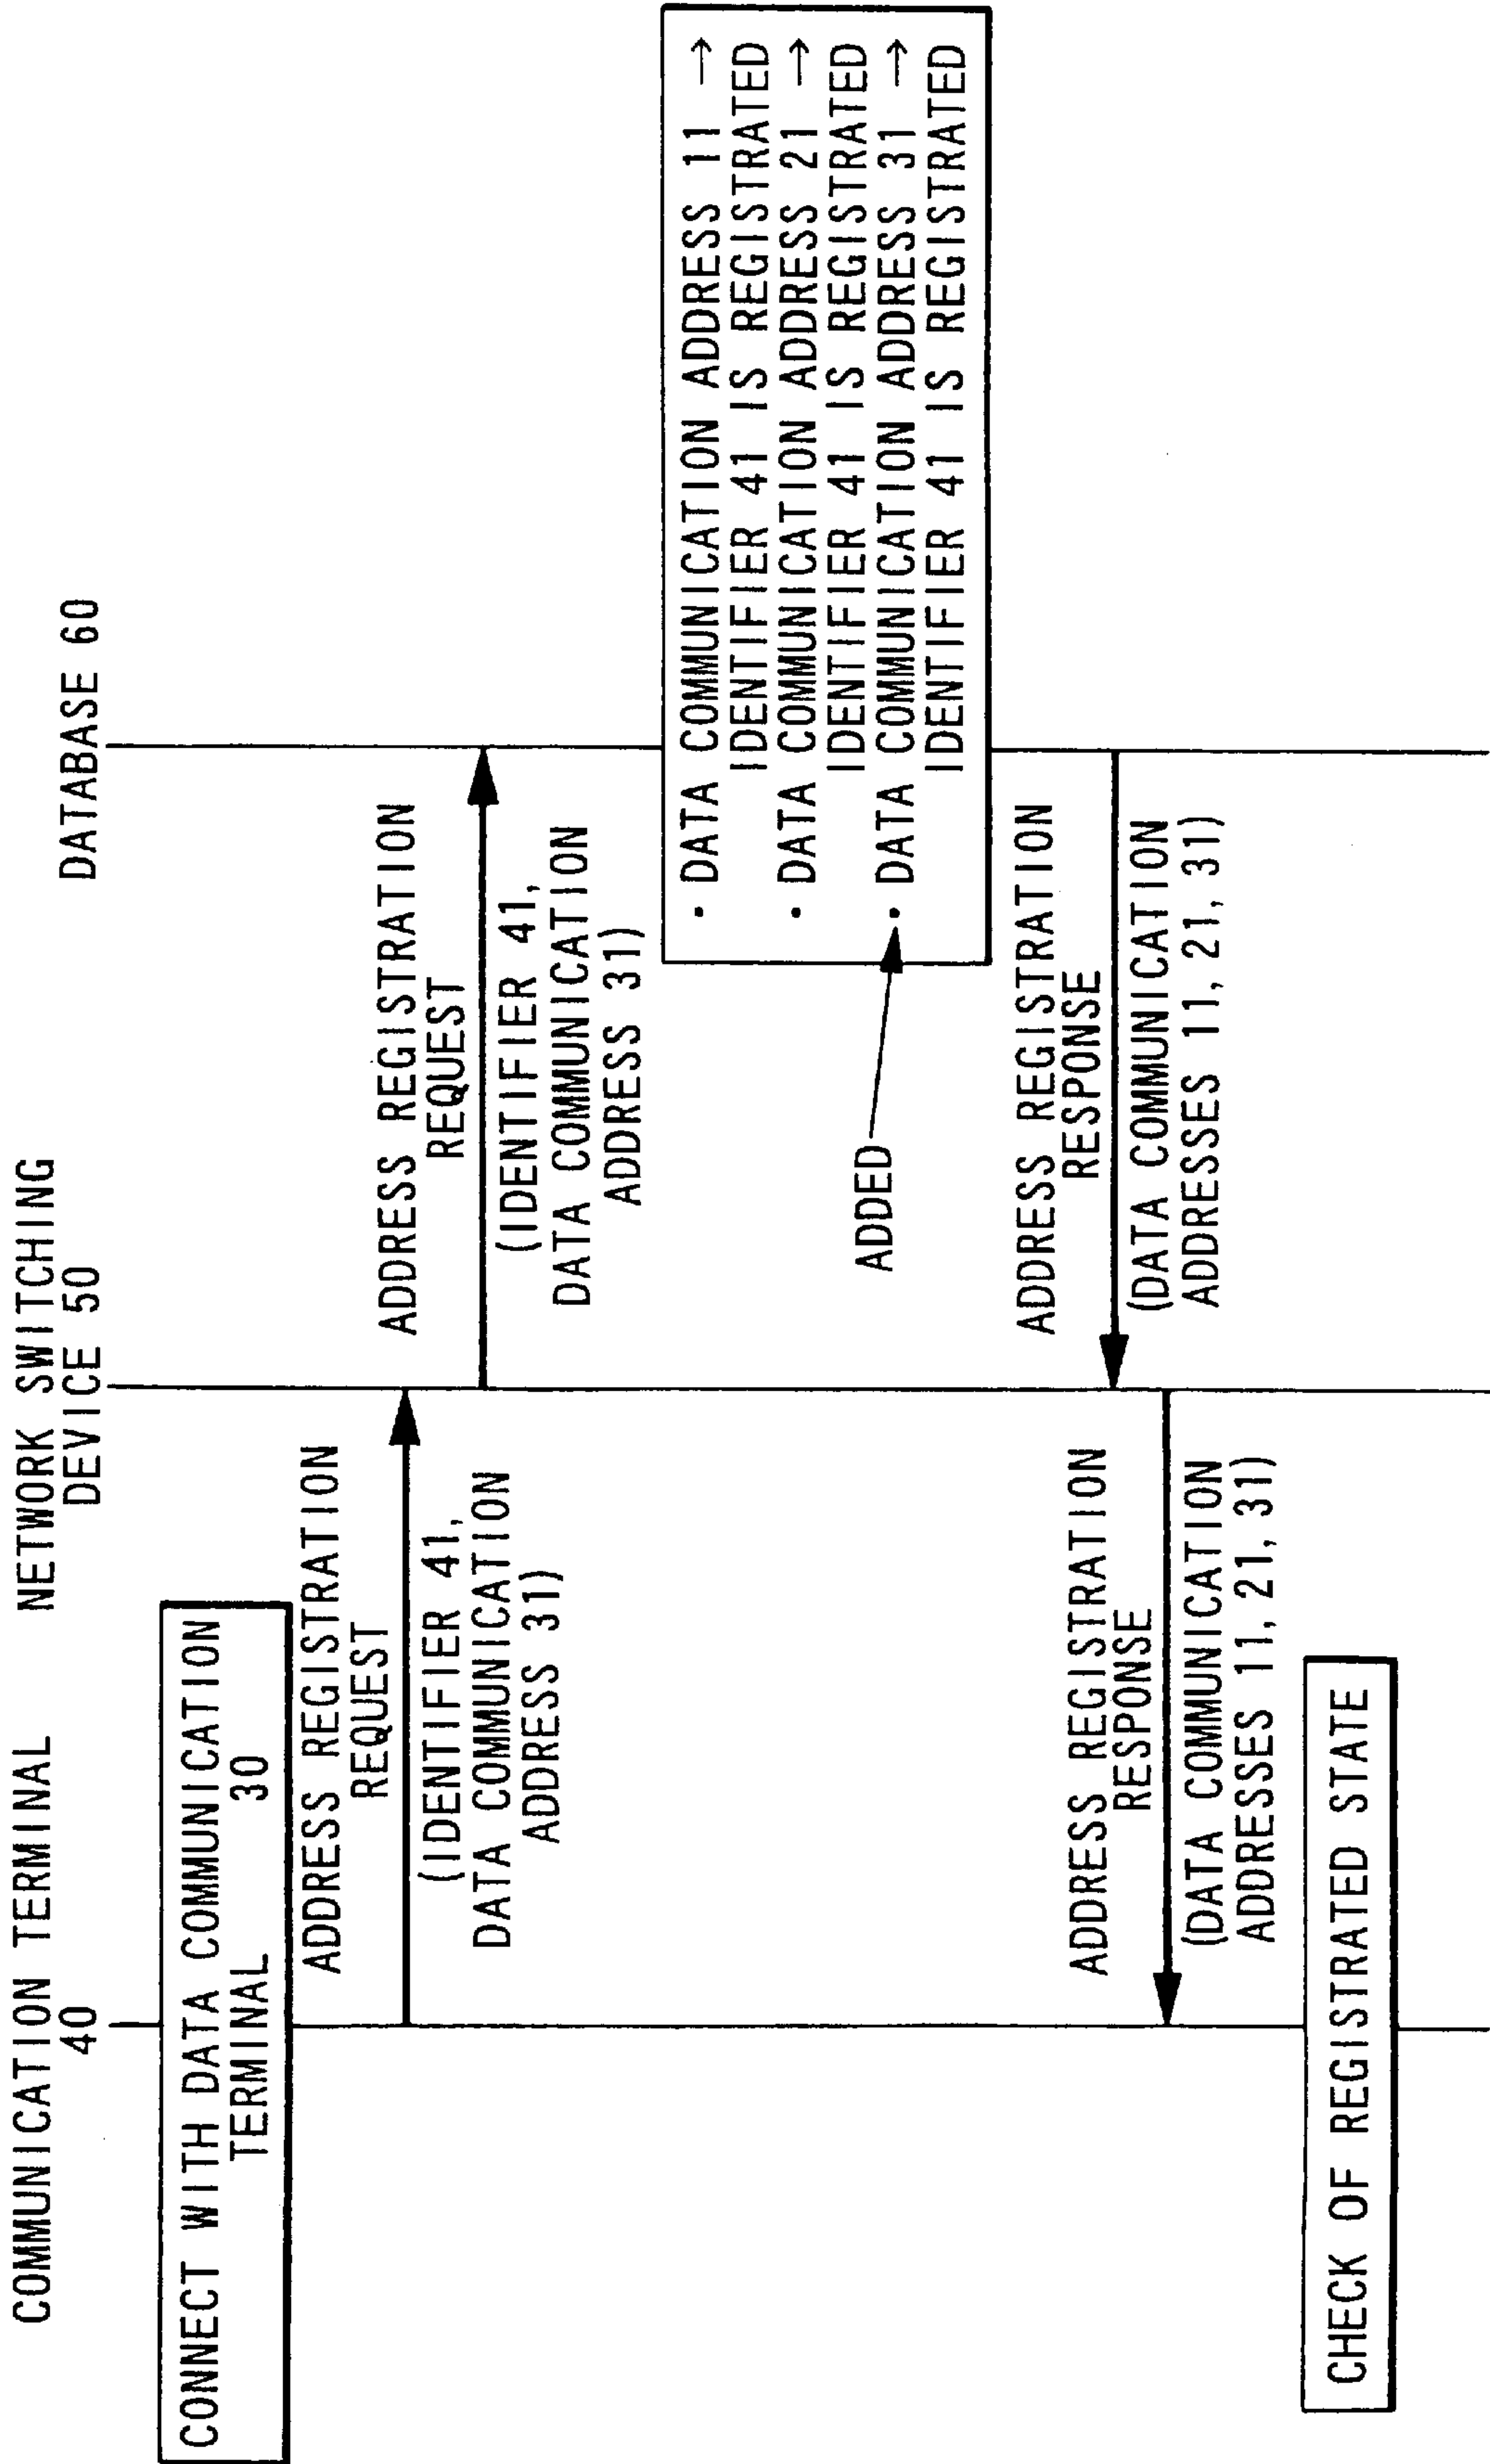 COMMUNICATION TERMINAL
40
NETWORK SWITCHING
DEVICE 50
DATABASE 60
CONNECT WITH DATA COMMUNICATION
TERMINAL 30
ADDRESS REGISTRATION
REQUEST
(IDENTIFIER 41,
DATA COMMUNICATION
ADDRESS 31)
ADDRESS REGISTRATION
REQUEST
(IDENTIFIER 41,
DATA COMMUNICATION
ADDRESS 31)
• DATA COMMUNICATION ADDRESS 11 →
IDENTIFIER 41 IS REGISTRATED
• DATA COMMUNICATION ADDRESS 21 →
IDENTIFIER 41 IS REGISTRATED
• DATA COMMUNICATION ADDRESS 31 →
IDENTIFIER 41 IS REGISTRATED
ADDED
ADDRESS REGISTRATION
RESPONSE
(DATA COMMUNICATION
ADDRESSES 11, 21, 31)
ADDRESS REGISTRATION
RESPONSE
(DATA COMMUNICATION
ADDRESSES 11, 21, 31)
CHECK OF REGISTRATED STATE